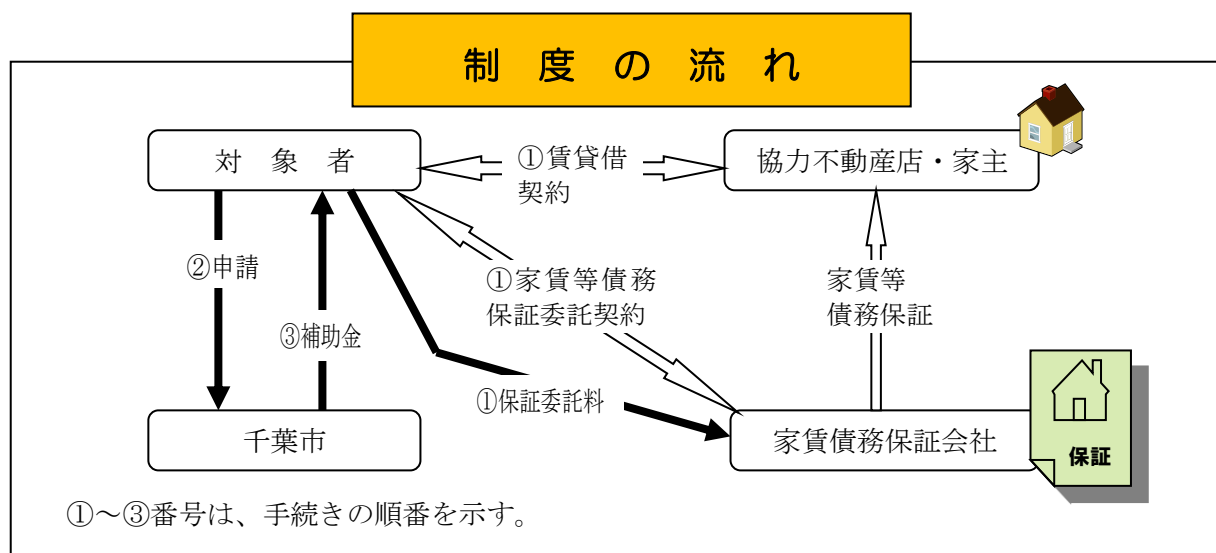 制度の流れ
対象者
①賃貸借
契約
協力不動産店・家主
②申請
①家賃等債務
保証委託契約
家賃等
債務保証
③補助金
①保証委託料
千葉市
家賃債務保証会社
保証
①～③番号は、手続きの順番を示す。